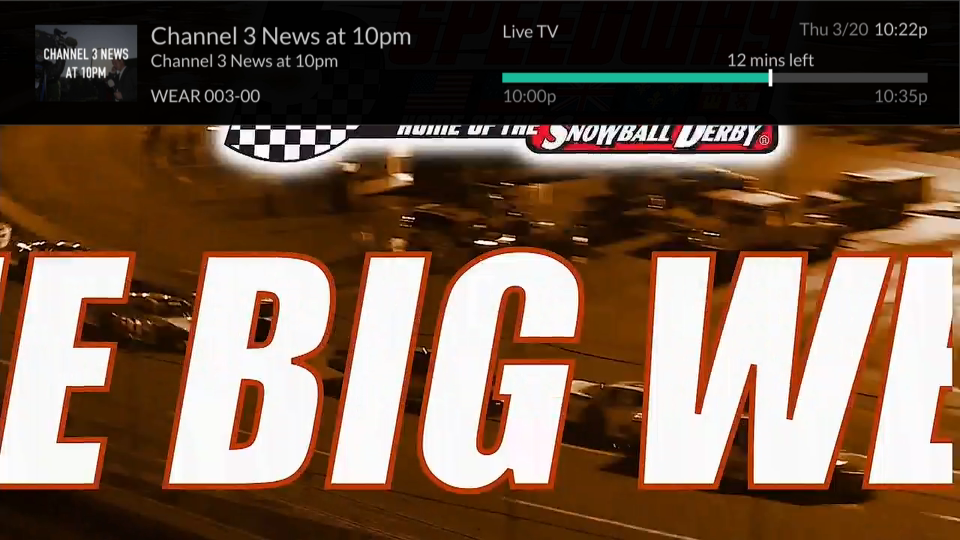 CHANNEL 3 NEWS
AT 10PM
Channel 3 News at 10pm
Channel 3 News at 10pm
WEAR 003-00
Live TV
Thu 3/20 10:22p
12 mins left
10:00p
10:35p
SPEEDWAY
HOME OF THE SNOWBALL DERBY®
E BIG WE